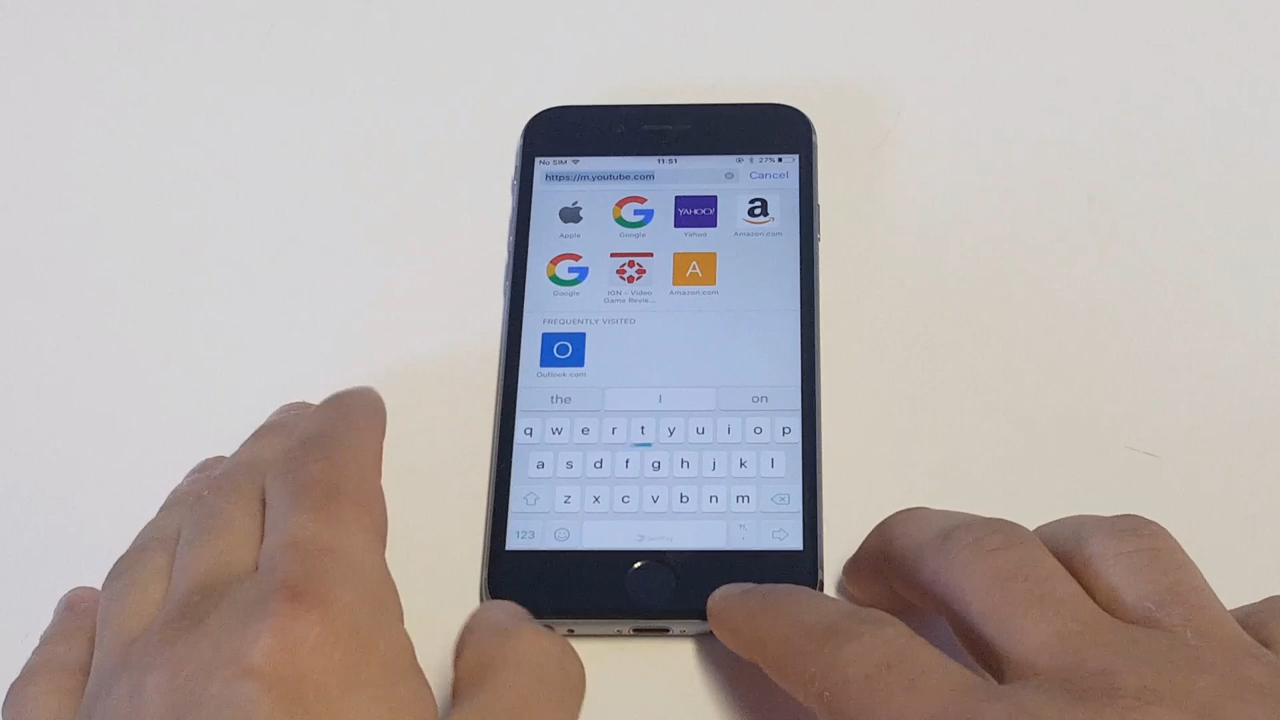 No SIM 11:51 27%
https://m.youtube.com Cancel
YAHOO! a
Apple Google Yahoo Amazon.com
A
Google IGN – Video Amazon.com
Game Revie...
FREQUENTLY VISITED
O
Outlook.com
the I on
q w e r t y u i o p
a s d f g h j k l
z x c v b n m
123